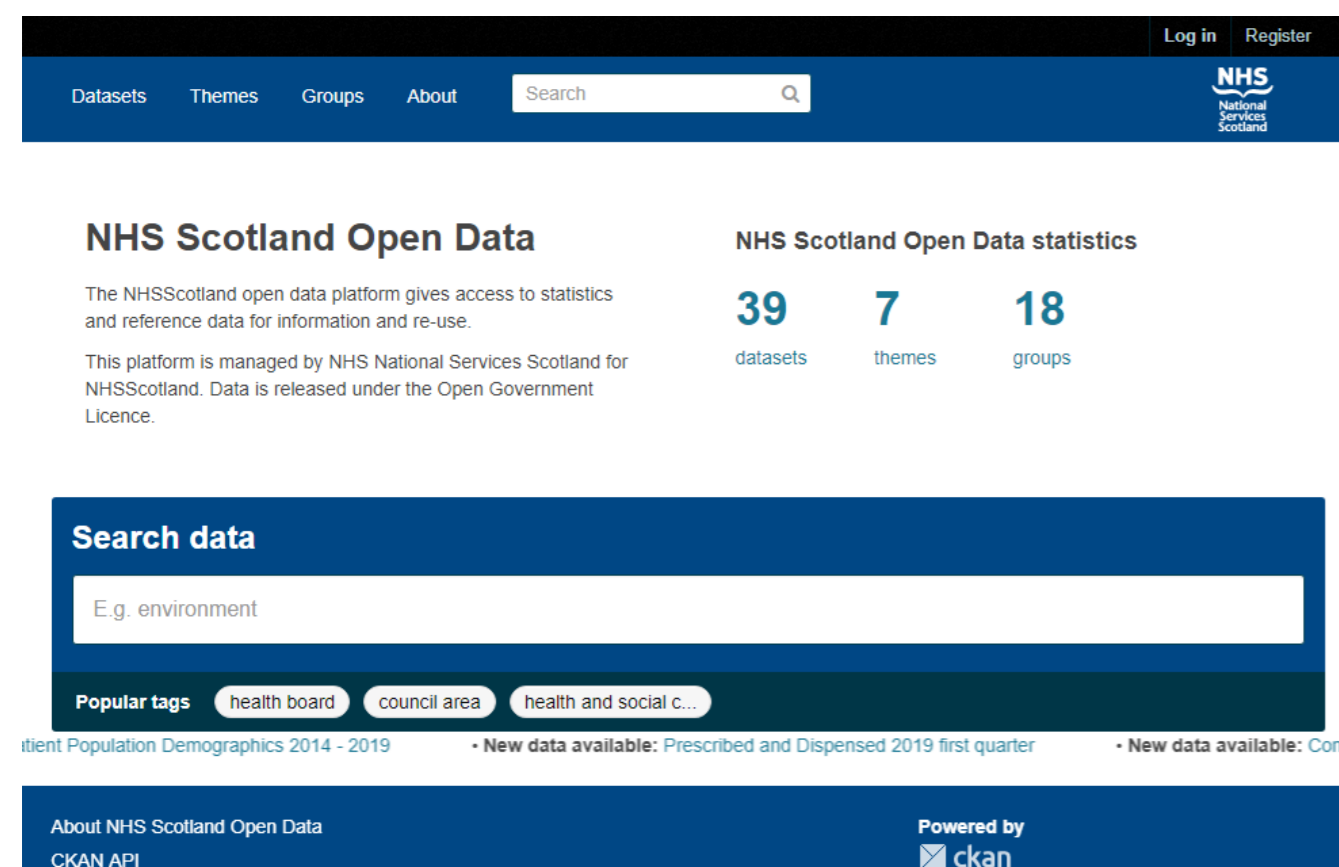 Log in Register
Datasets Themes Groups About Search
NHS
National
Services
Scotland
NHS Scotland Open Data
The NHSScotland open data platform gives access to statistics
and reference data for information and re-use.
This platform is managed by NHS National Services Scotland for
NHSScotland. Data is released under the Open Government
Licence.
NHS Scotland Open Data statistics
39 7 18
datasets themes groups
Search data
E.g. environment
Popular tags health board council area health and social c...
Population Demographics 2014 - 2019 • New data available: Prescribed and Dispensed 2019 first quarter • New data available:
About NHS Scotland Open Data
CKAN API
Powered by
ckan